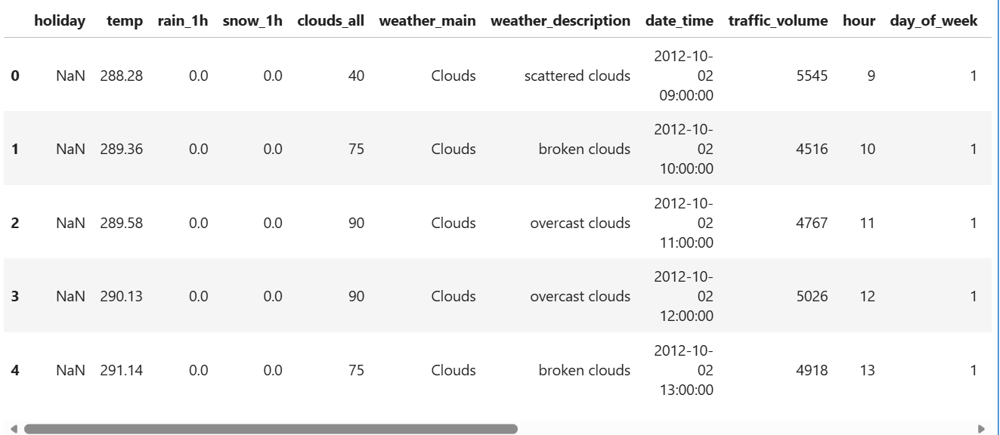 holiday temp rain_1h snow_1h clouds_all weather_main weather_description date_time traffic_volume hour day_of_week
2012-10-
0 NaN 288.28 0.0 0.0 40 Clouds scattered clouds 02 5545 9 1
09:00:00
2012-10-
1 NaN 289.36 0.0 0.0 75 Clouds broken clouds 02 4516 10 1
10:00:00
2012-10-
2 NaN 289.58 0.0 0.0 90 Clouds overcast clouds 02 4767 11 1
11:00:00
2012-10-
3 NaN 290.13 0.0 0.0 90 Clouds overcast clouds 02 5026 12 1
12:00:00
2012-10-
4 NaN 291.14 0.0 0.0 75 Clouds broken clouds 02 4918 13 1
13:00:00